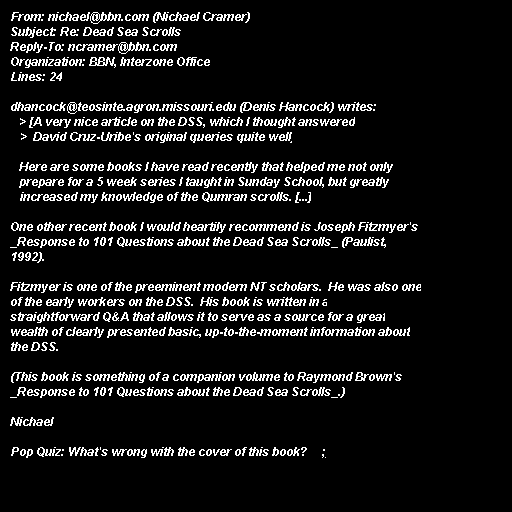 From: nichael@bbn.com (Nichael Cramer)
Subject: Re: Dead Sea Scrolls
Reply-To: ncramer@bbn.com
Organization: BBN, Interzone Office
Lines: 24
dhancock@teosinte.agron.missouri.edu (Denis Hancock) writes:
> [A very nice article on the DSS, which I thought answered
> David Cruz-Uribe's original queries quite well
Here are some books I have read recently that helped me not only
prepare for a 5 week series I taught in Sunday School, but greatly
increased my knowledge of the Qumran scrolls. [...]
One other recent book I would heartily recommend is Joseph Fitzmyer's
_Response to 101 Questions about the Dead Sea Scrolls_ (Paulist,
1992).
Fitzmyer is one of the preeminent modern NT scholars. He was also one
of the early workers on the DSS. His book is written in a
straightforward Q&A that allows it to serve as a source for a great
wealth of clearly presented basic, up-to-the-moment information about
the DSS.
(This book is something of a companion volume to Raymond Brown's
_Response to 101 Questions about the Dead Sea Scrolls_.)
Nichael
Pop Quiz: What's wrong with the cover of this book? ;